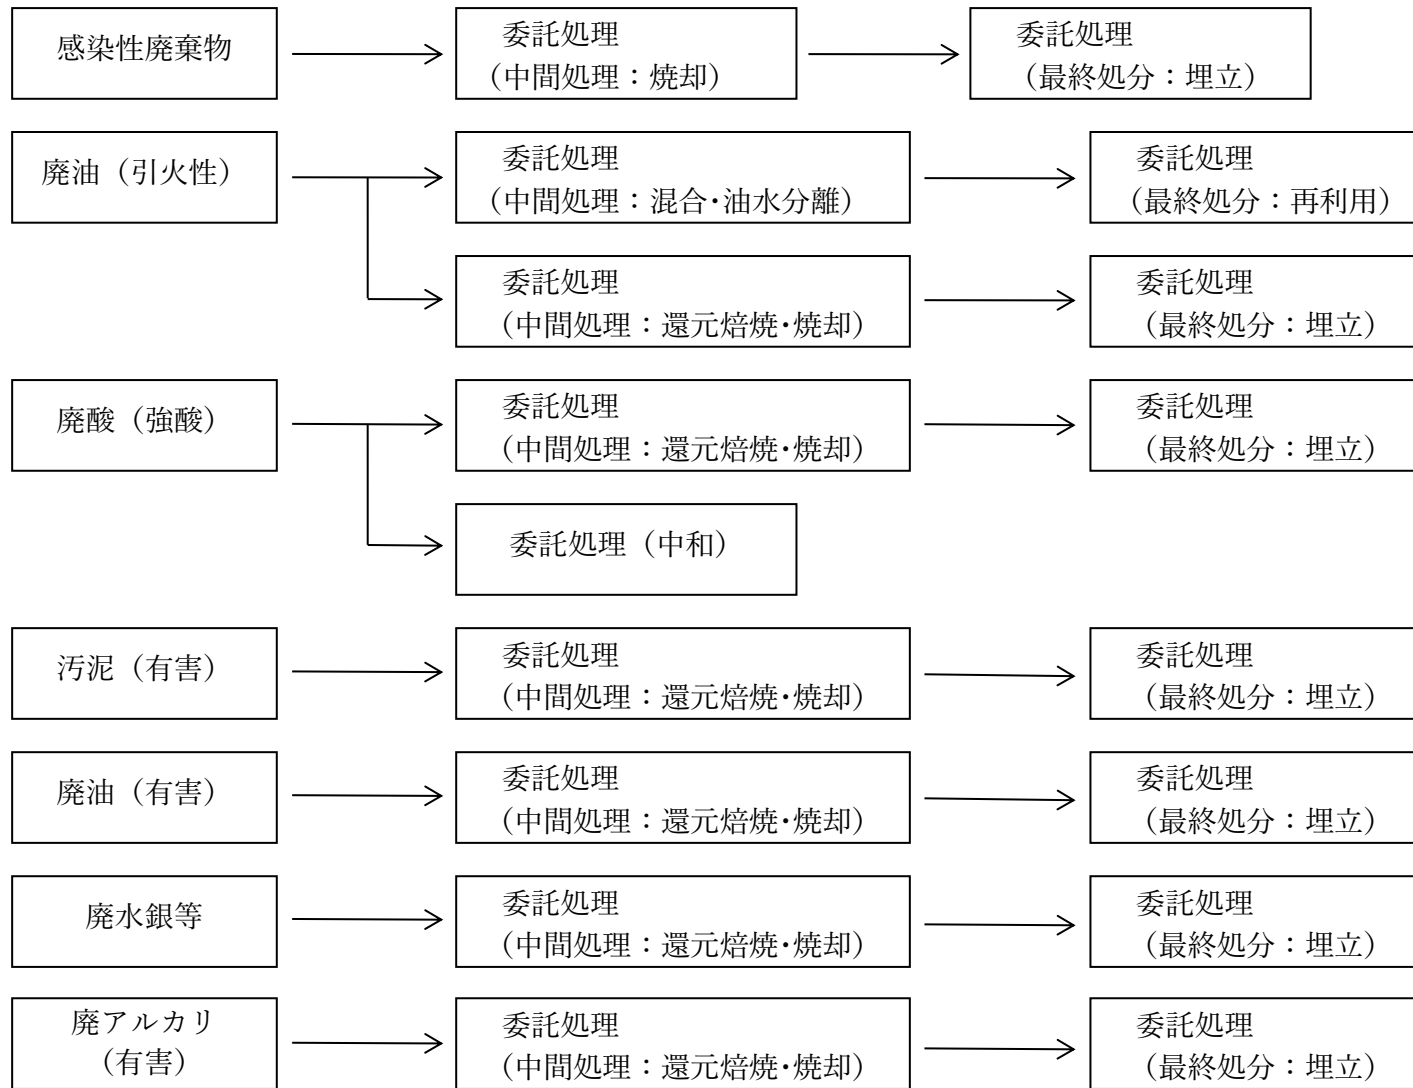 感染性廃棄物
委託処理
（中間処理：焼却）
委託処理
（最終処分：埋立）
廃油（引火性）
委託処理
（中間処理：混合・油水分離）
委託処理
（最終処分：再利用）
委託処理
（中間処理：還元焙焼・焼却）
委託処理
（最終処分：埋立）
廃酸（強酸）
委託処理
（中間処理：還元焙焼・焼却）
委託処理
（最終処分：埋立）
委託処理（中和）
汚泥（有害）
委託処理
（中間処理：還元焙焼・焼却）
委託処理
（最終処分：埋立）
廃油（有害）
委託処理
（中間処理：還元焙焼・焼却）
委託処理
（最終処分：埋立）
廃水銀等
委託処理
（中間処理：還元焙焼・焼却）
委託処理
（最終処分：埋立）
廃アルカリ
（有害）
委託処理
（中間処理：還元焙焼・焼却）
委託処理
（最終処分：埋立）